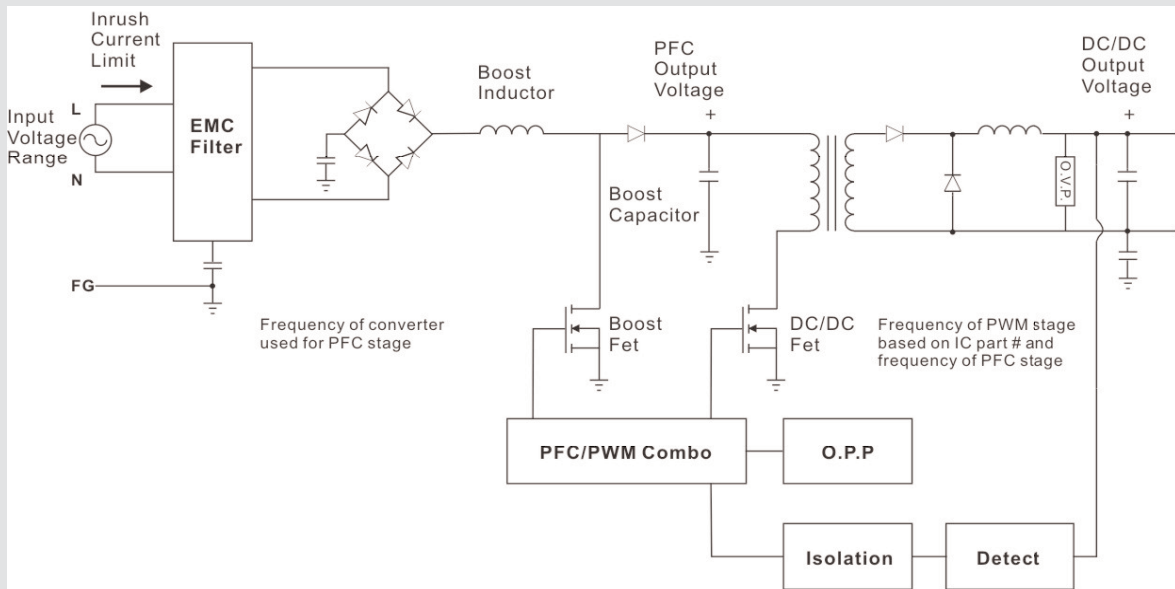 Inrush
Current
Limit
Input
Voltage
Range
L
N
EMC
Filter
FG
Boost
Inductor
PFC
Output
Voltage
+
Boost
Capacitor
DC/DC
Output
Voltage
+
O.V.P.
Frequency of converter
used for PFC stage
Boost
Fet
DC/DC
Fet
Frequency of PWM stage
based on IC part # and
frequency of PFC stage
PFC/PWM Combo
O.P.P
Isolation
Detect